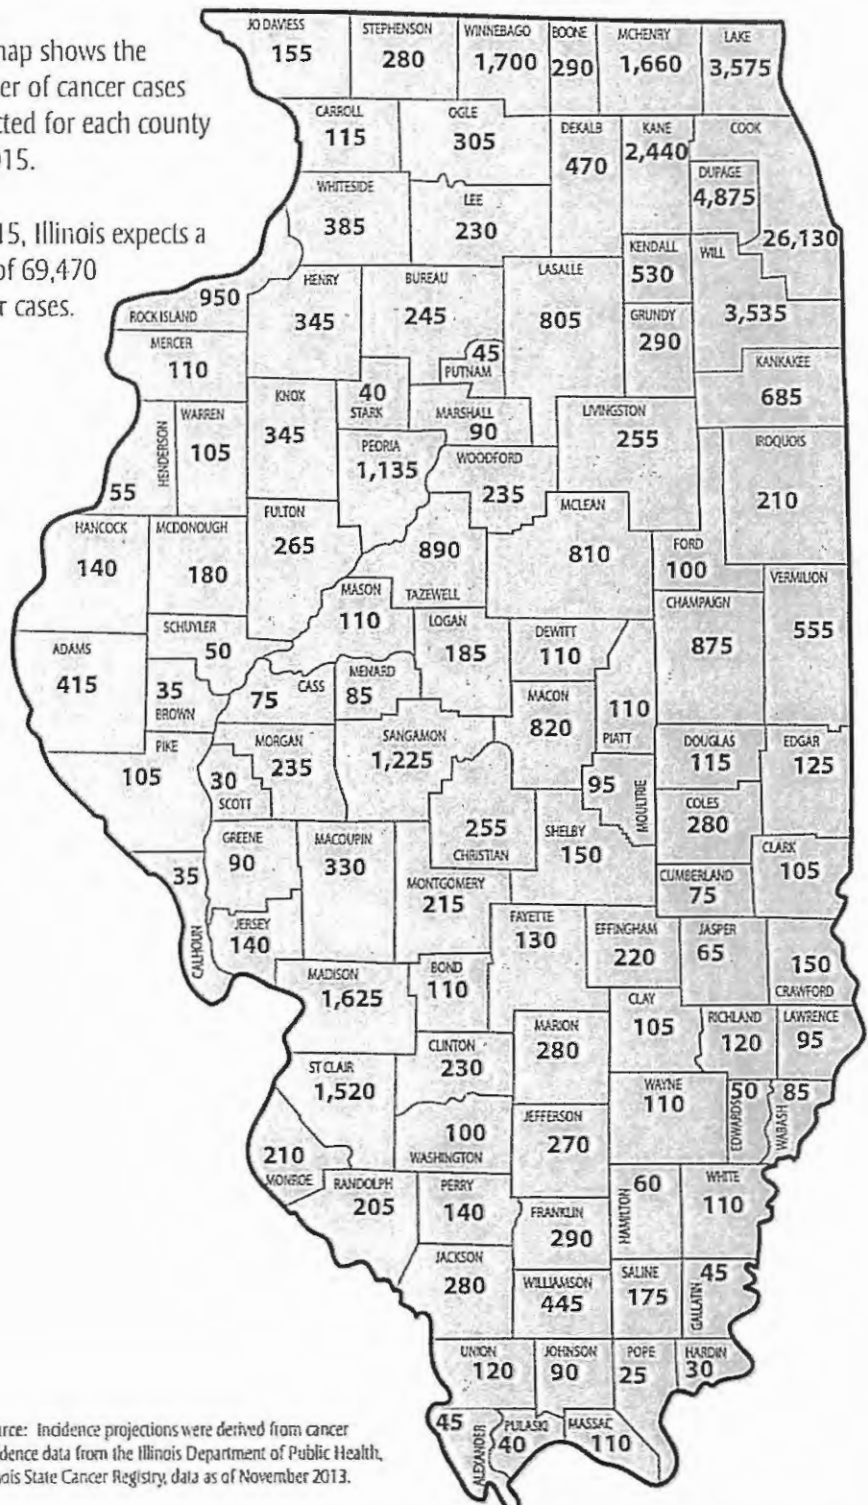 map shows the
er of cancer cases
cted for each county
015.
15, Illinois expects a
of 69,470
r cases.
JO DAVIESS
155
STEPHENSON
280
WINNEBAGO
1,700
BOONE
290
MCHENRY
1,660
LAKE
3,575
CARROLL
115
OGLE
305
DEKALB
470
KANE
2,440
COOK
26,130
DUPAGE
4,875
WHITESIDE
385
LEE
230
KENDALL
530
WILL
3,535
ROCK ISLAND
950
HENRY
345
BUREAU
245
LASALLE
805
GRUNDY
290
MERCER
110
45
PUTNAM
KANKAKEE
685
KNOX
345
40
STARK
MARSHALL
90
LIVINGSTON
255
HENDERSON
55
WARREN
105
PEORIA
1,135
WOODFORD
235
IROQUOIS
210
HANCOCK
140
MCDONOUGH
180
FULTON
265
890
TAZEWELL
MCLEAN
810
FORD
100
VERMILION
555
MASON
110
CHAMPAIGN
875
SCHUYLER
50
LOGAN
185
DEWITT
110
ADAMS
415
35
BROWN
75
CASS
MENARD
85
MACON
820
110
PIATT
PIKE
105
MORGAN
235
SANGAMON
1,225
DOUGLAS
115
EDGAR
125
30
SCOTT
95
MOULTRIE
COLES
280
255
CHRISTIAN
SHELBY
150
GREENE
90
MACOUPIN
330
CLARK
105
35
CALHOUN
MONTGOMERY
215
CUMBERLAND
75
JERSEY
140
FAYETTE
130
EFFINGHAM
220
JASPER
65
150
CRAWFORD
MADISON
1,625
BOND
110
CLAY
105
RICHLAND
120
LAWRENCE
95
MARION
280
CLINTON
230
ST CLAIR
1,520
WAYNE
110
50
EDWARDS
85
WABASH
100
WASHINGTON
JEFFERSON
270
210
MONROE
RANDOLPH
205
PERRY
140
60
HAMILTON
WHITE
110
FRANKLIN
290
JACKSON
280
WILLIAMSON
445
SALINE
175
45
GALLATIN
UNION
120
JOHNSON
90
POPE
25
HARDIN
30
45
ALEXANDER
PULASKI
40
MASSAC
110
urce: Incidence projections were derived from cancer
idence data from the Illinois Department of Public Health,
nois State Cancer Registry, data as of November 2013.